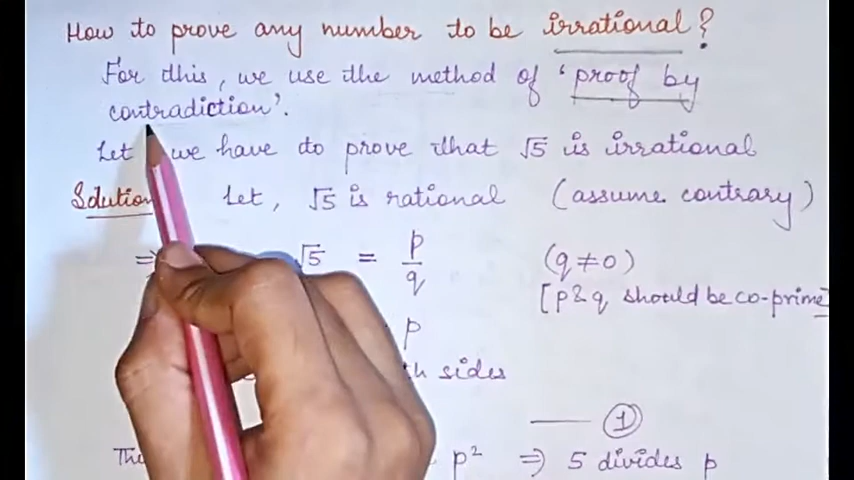 How to prove any number to be irrational?
For this, we use the method of 'proof by
contradiction'.
Let we have to prove that √5 is irrational
Solution Let, √5 is rational (assume contrary)
⇒ √5 = p/q (q≠0)
[p & q should be co-prime
p
sides
①
p² ⇒ 5 divides p